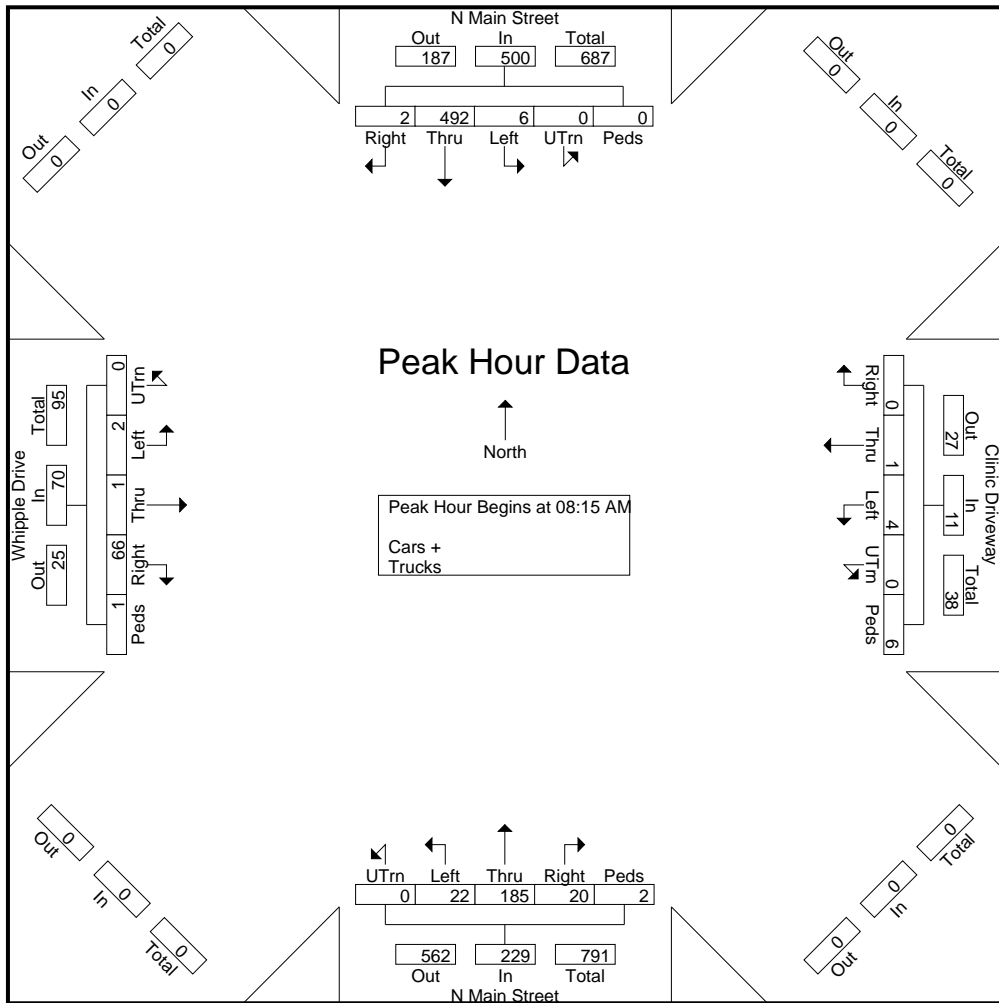 N Main Street
Out In Total
187 500 687
2 492 6 0 0
Right Thru Left UTrn Peds
Out In Total
0 0 0
Out In Total
0 0 0
Whipple Drive
Out In Total
25 70 95
1 66 1 2 0
Peds Right Thru Left UTrn
Peak Hour Data
North
Peak Hour Begins at 08:15 AM
Cars +
Trucks
Clinic Driveway
Out In Total
27 11 38
0 1 4 0 6
Right Thru Left UTrn Peds
Out In Total
0 0 0
Out In Total
0 0 0
UTrn Left Thru Right Peds
0 22 185 20 2
562 229 791
Out In Total
N Main Street